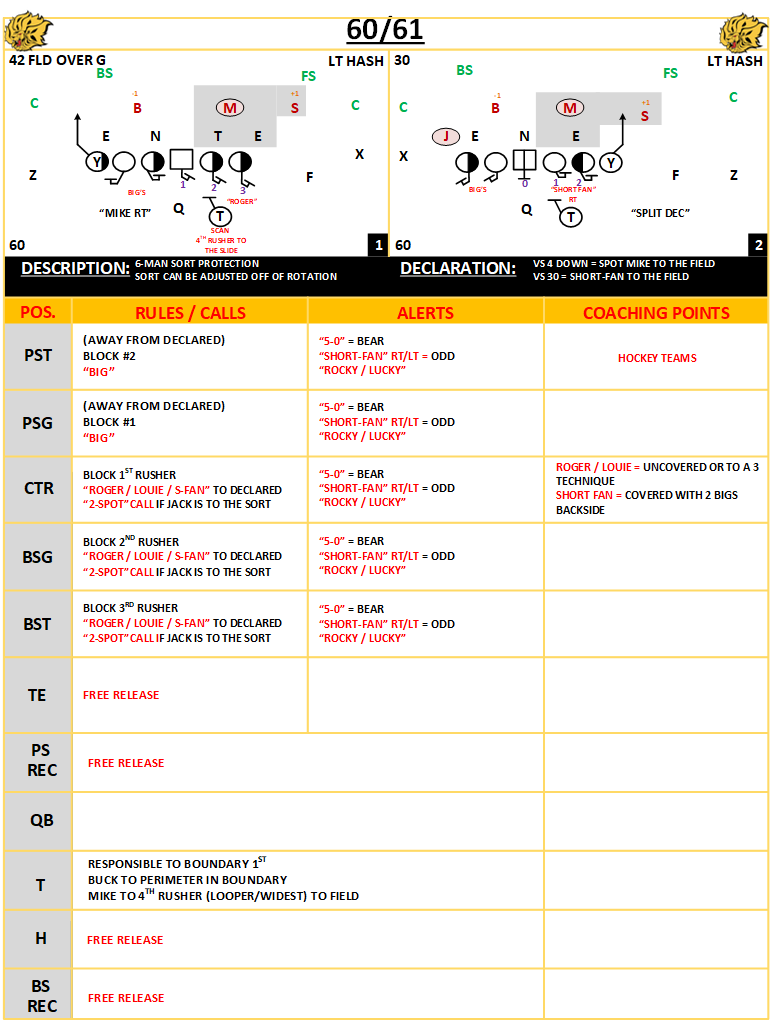 60/61
42 FLD OVER G
LT HASH
BS
FS
C
-1
B
M
+1
S
C
E
N
T
E
Y
X
Z
BIG'S
1
2
3
F
"ROGER"
"MIKE RT"
Q
T
SCAN
4TH RUSHER TO
THE SLIDE
60
1
30
LT HASH
BS
FS
C
-1
B
M
+1
S
C
J
E
N
E
X
Y
F
Z
BIG'S
0
1
2
"SHORT FAN"
RT
Q
T
"SPLIT DEC"
60
2
DESCRIPTION: 6-MAN SORT PROTECTION
SORT CAN BE ADJUSTED OFF OF ROTATION
DECLARATION: VS 4 DOWN = SPOT MIKE TO THE FIELD
VS 30 = SHORT-FAN TO THE FIELD
POS. RULES / CALLS ALERTS COACHING POINTS
PST
(AWAY FROM DECLARED)
BLOCK #2
"BIG"
"5-0" = BEAR
"SHORT-FAN" RT/LT = ODD
"ROCKY / LUCKY"
HOCKEY TEAMS
PSG
(AWAY FROM DECLARED)
BLOCK #1
"BIG"
"5-0" = BEAR
"SHORT-FAN" RT/LT = ODD
"ROCKY / LUCKY"
CTR
BLOCK 1ST RUSHER
"ROGER / LOUIE / S-FAN" TO DECLARED
"2-SPOT"CALL IF JACK IS TO THE SORT
"5-0" = BEAR
"SHORT-FAN" RT/LT = ODD
"ROCKY / LUCKY"
ROGER / LOUIE = UNCOVERED OR TO A 3
TECHNIQUE
SHORT FAN = COVERED WITH 2 BIGS
BACKSIDE
BSG
BLOCK 2ND RUSHER
"ROGER / LOUIE / S-FAN" TO DECLARED
"2-SPOT"CALL IF JACK IS TO THE SORT
"5-0" = BEAR
"SHORT-FAN" RT/LT = ODD
"ROCKY / LUCKY"
BST
BLOCK 3RD RUSHER
"ROGER / LOUIE / S-FAN" TO DECLARED
"2-SPOT"CALL IF JACK IS TO THE SORT
"5-0" = BEAR
"SHORT-FAN" RT/LT = ODD
"ROCKY / LUCKY"
TE
FREE RELEASE
PS
REC
FREE RELEASE
QB
T
RESPONSIBLE TO BOUNDARY 1ST
BUCK TO PERIMETER IN BOUNDARY
MIKE TO 4TH RUSHER (LOOPER/WIDEST) TO FIELD
H
FREE RELEASE
BS
REC
FREE RELEASE